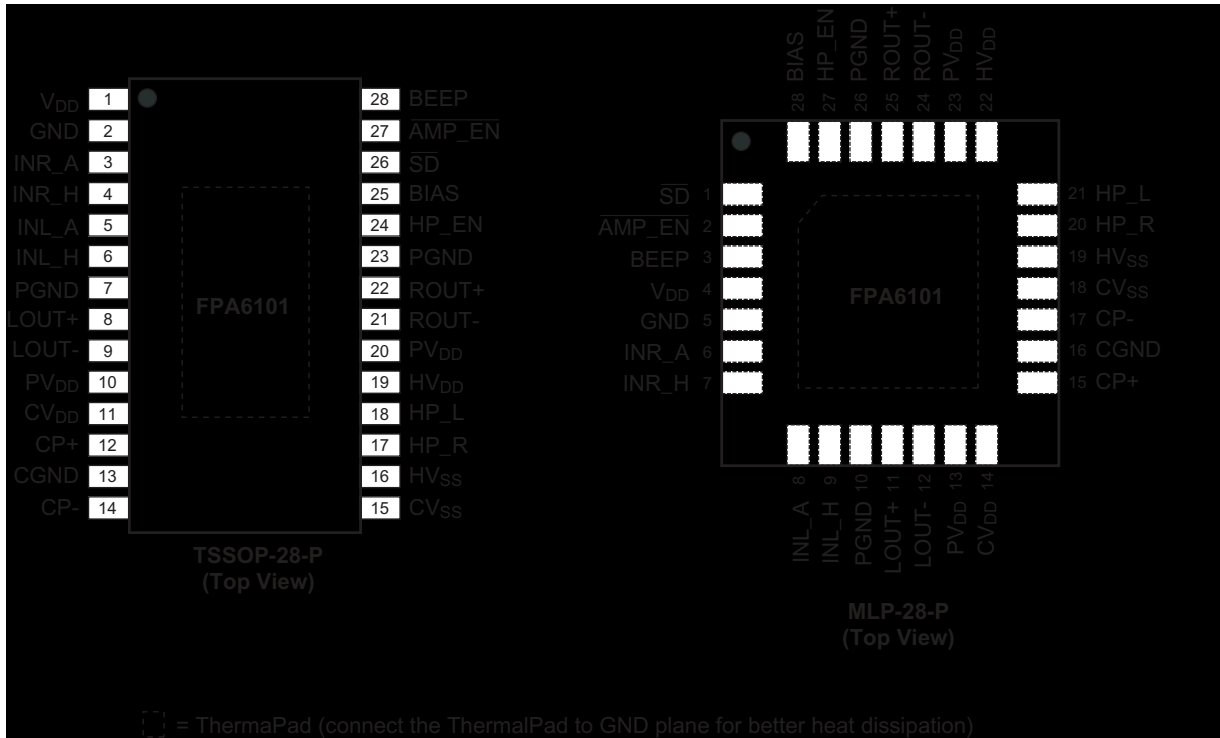 V_DD 1
GND 2
INR_A 3
INR_H 4
INL_A 5
INL_H 6
PGND 7
LOUT+ 8
LOUT- 9
PV_DD 10
CV_DD 11
CP+ 12
CGND 13
CP- 14
28 BEEP
27 A̅M̅P̅_̅E̅N̅
26 S̅D̅
25 BIAS
24 HP_EN
23 PGND
22 ROUT+
21 ROUT-
20 PV_DD
19 HV_DD
18 HP_L
17 HP_R
16 HV_SS
15 CV_SS
FPA6101
TSSOP-28-P
(Top View)
28 BIAS
27 HP_EN
26 PGND
25 ROUT+
24 ROUT-
23 PV_DD
22 HV_DD
S̅D̅ 1
A̅M̅P̅_̅E̅N̅ 2
BEEP 3
V_DD 4
GND 5
INR_A 6
INR_H 7
FPA6101
21 HP_L
20 HP_R
19 HV_SS
18 CV_SS
17 CP-
16 CGND
15 CP+
INL_A 8
INL_H 9
PGND 10
LOUT+ 11
LOUT- 12
PV_DD 13
CV_DD 14
MLP-28-P
(Top View)
= ThermaPad (connect the ThermalPad to GND plane for better heat dissipation)